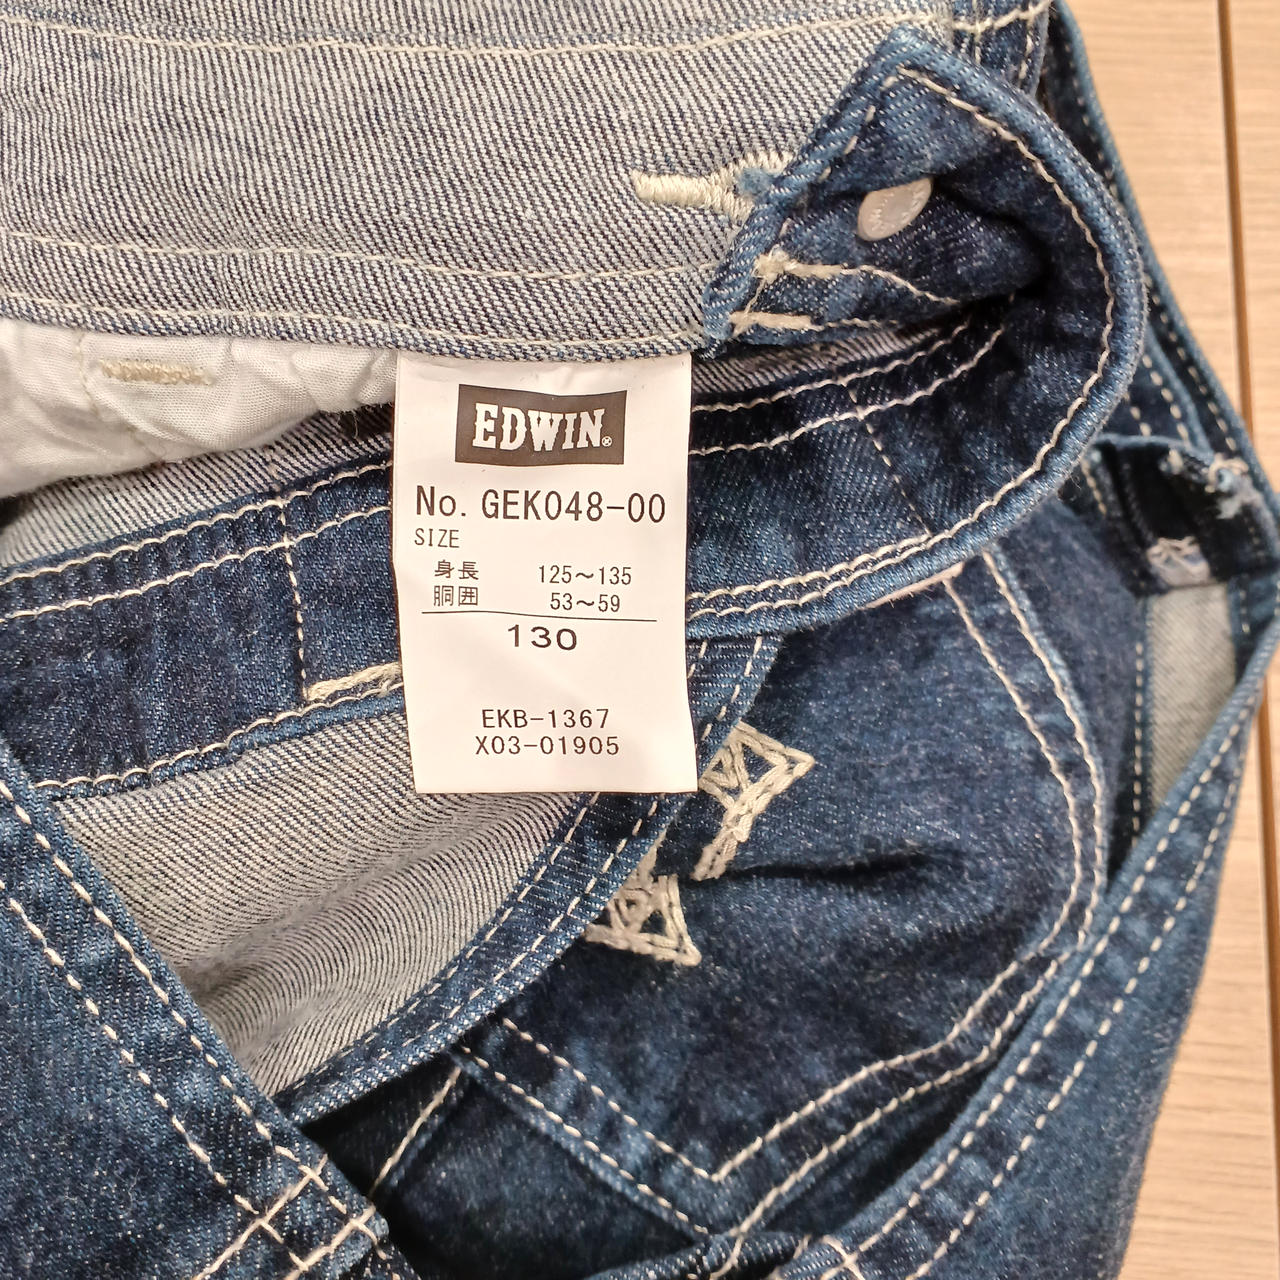 EDWIN®
No. GEK048-00
SIZE
身長 125～135
胴囲 53～59
130
EKB-1367
X03-01905